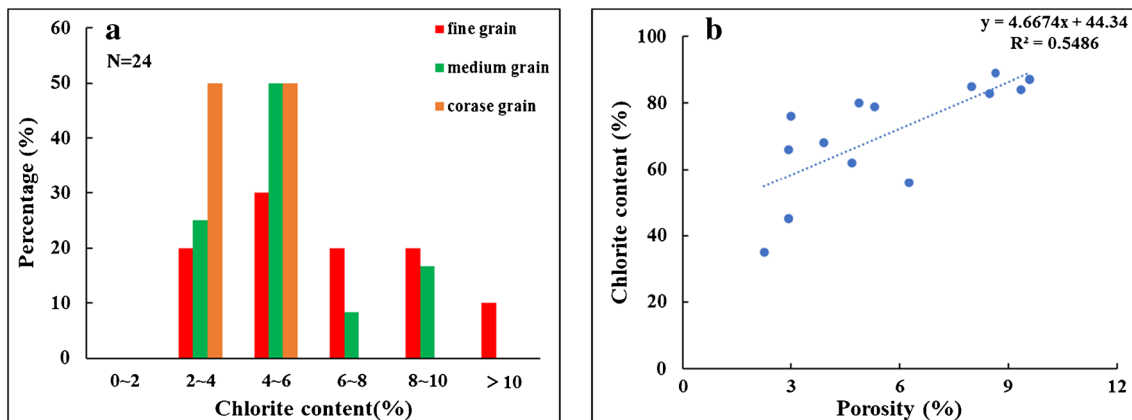 a
N=24
fine grain
medium grain
corase grain
Percentage (%)
60
50
40
30
20
10
0
0~2 2~4 4~6 6~8 8~10 >10
Chlorite content(%)
b
y = 4.6674x + 44.34
R² = 0.5486
Chlorite content (%)
100
80
60
40
20
0
0 3 6 9 12
Porosity (%)